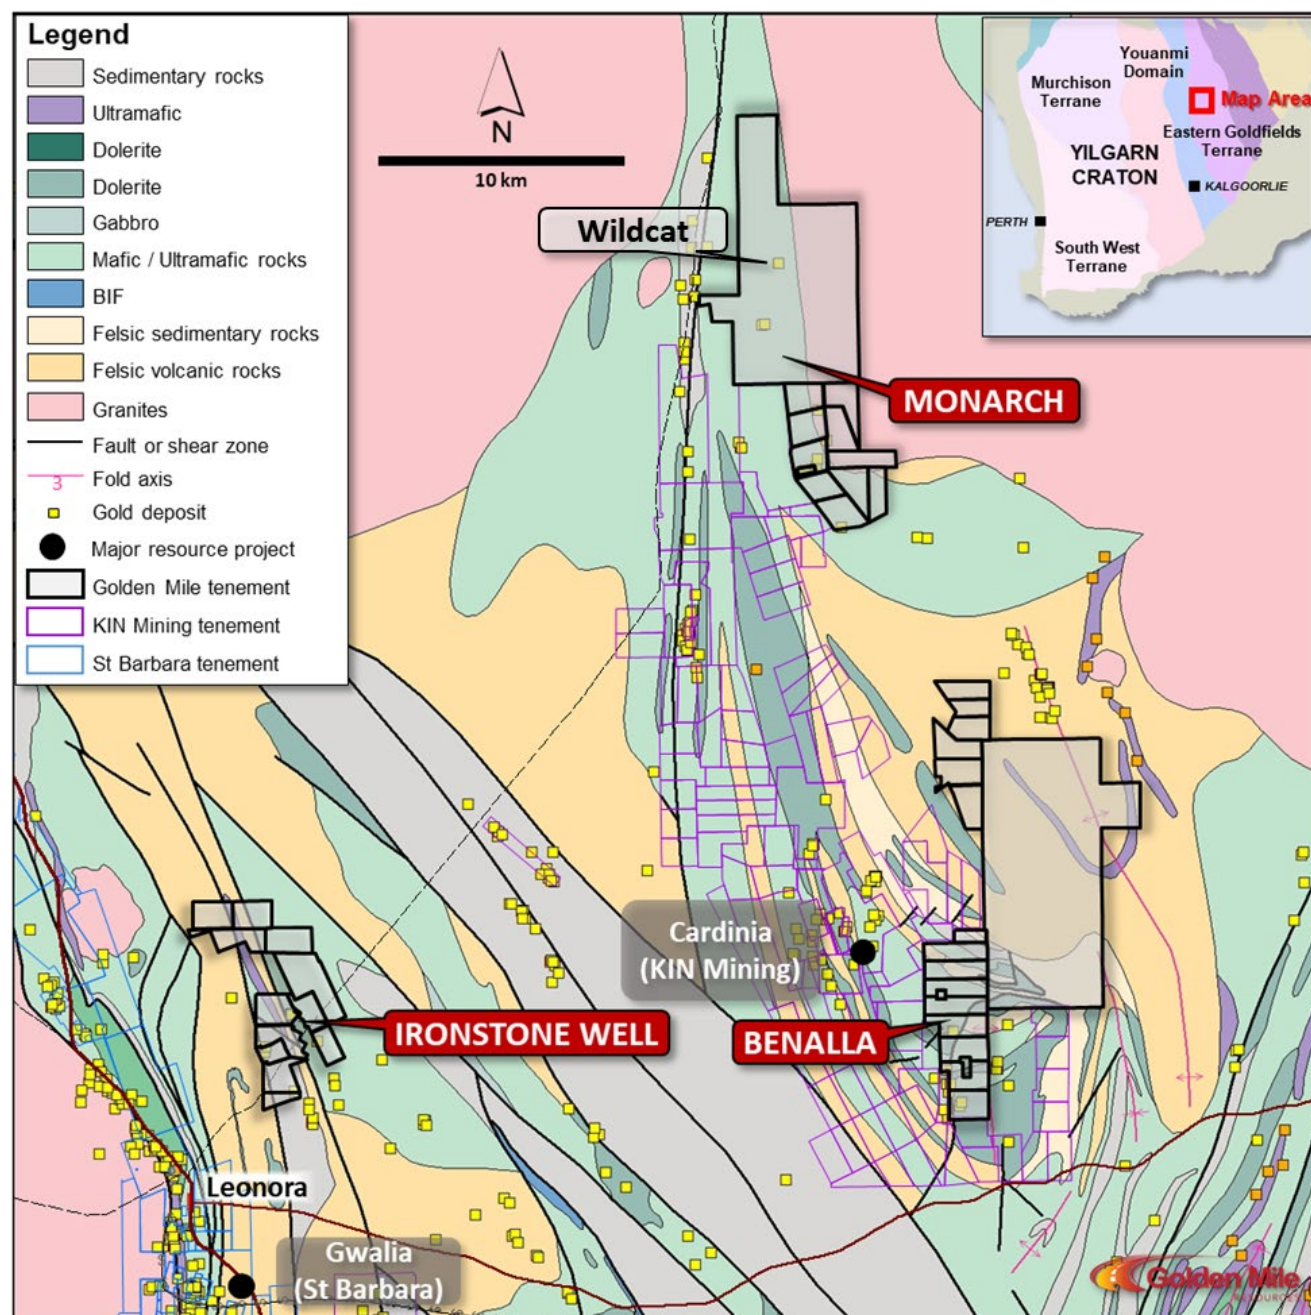 Legend
Sedimentary rocks
Ultramafic
Dolerite
Dolerite
Gabbro
Mafic / Ultramafic rocks
BIF
Felsic sedimentary rocks
Felsic volcanic rocks
Granites
Fault or shear zone
3
Fold axis
Gold deposit
Major resource project
Golden Mile tenement
KIN Mining tenement
St Barbara tenement
N
10 km
Youanmi
Domain
Murchison
Terrane
Map Area
Eastern Goldfields
Terrane
YILGARN
CRATON
KALGOORLIE
PERTH
South West
Terrane
Wildcat
MONARCH
Cardinia
(KIN Mining)
IRONSTONE WELL
BENALLA
Leonora
Gwalia
(St Barbara)
Golden Mile
RESOURCES